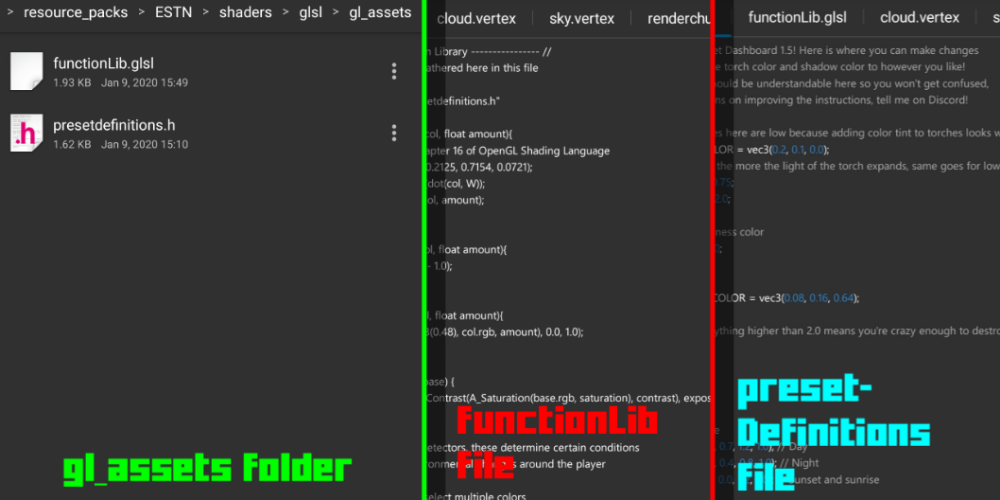 > resource_packs > ESTN > shaders > glsl > gl_assets
functionLib.glsl
1.93 KB Jan 9, 2020 15:49
.h
presetdefinitions.h
1.62 KB Jan 9, 2020 15:10
gl_assets folder
cloud.vertex sky.vertex renderchu
n Library ---------------- //
athered here in this file
etdefinitions.h"
col, float amount){
apter 16 of OpenGL Shading Language
0.2125, 0.7154, 0.0721);
dot(col, W));
ol, amount);
ol, float amount){
- 1.0);
l, float amount){
3(0.48), col.rgb, amount), 0.0, 1.0);
base) {
Contrast(A_Saturation(base.rgb, saturation), contrast), expos
detectors, these determine certain conditions
around the player
elect multiple colors
functionLib
file
functionLib.glsl cloud.vertex s
et Dashboard 1.5! Here is where you can make changes
e torch color and shadow color to however you like!
ould be understandable here so you won't get confused,
ns on improving the instructions, tell me on Discord!
es here are low because adding color tint to torches looks w
LOR = vec3(0.2, 0.1, 0.0);
the more the light of the torch expands, same goes for low
0.75;
2.0;
ness color
COLOR = vec3(0.08, 0.16, 0.64);
ything higher than 2.0 means you're crazy enough to destro
// Day
// Night
unset and sunrise
preset-
Definitions
file